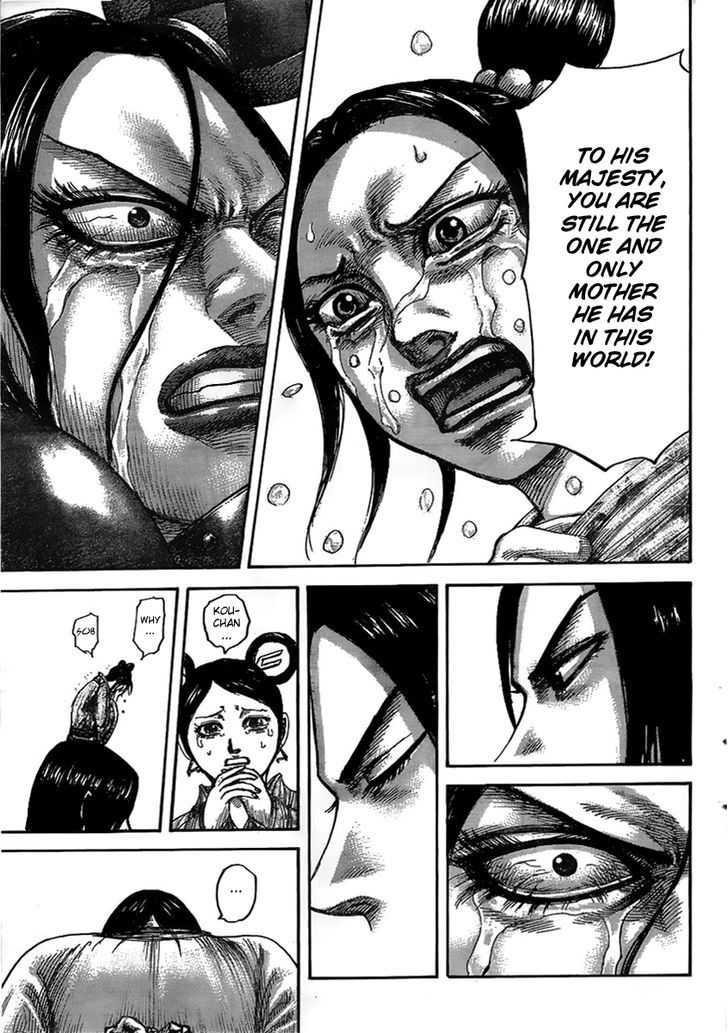 TO HIS
MAJESTY,
YOU ARE
STILL THE
ONE AND
ONLY
MOTHER
HE HAS
IN THIS
WORLD!
KOU-
CHAN
...
WHY
...
SOB
...